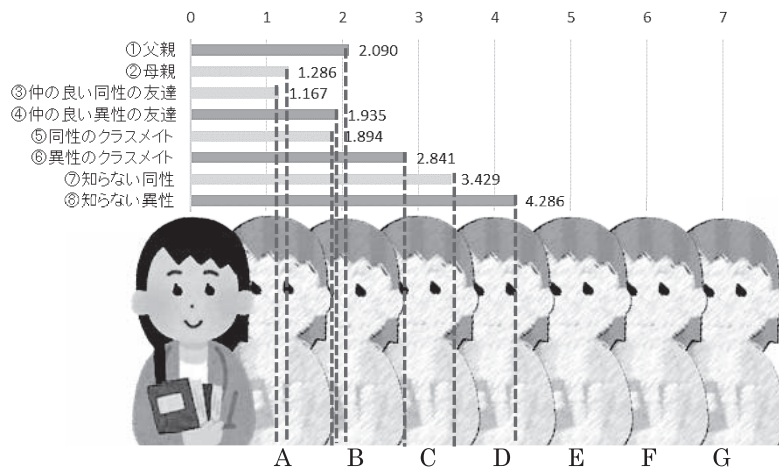 0 1 2 3 4 5 6 7
①父親 2.090
②母親 1.286
③仲の良い同性の友達 1.167
④仲の良い異性の友達 1.935
⑤同性のクラスメイト 1.894
⑥異性のクラスメイト 2.841
⑦知らない同性 3.429
⑧知らない異性 4.286
A B C D E F G